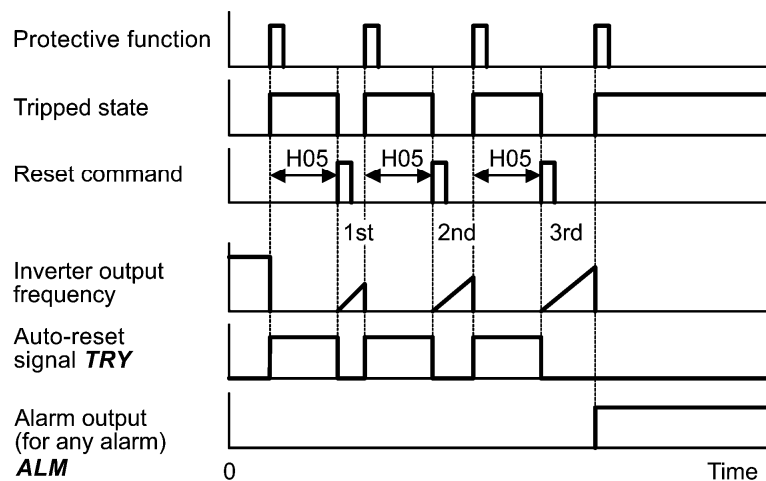 Protective function
Tripped state
H05 H05 H05
Reset command
1st 2nd 3rd
Inverter output
frequency
Auto-reset
signal TRY
Alarm output
(for any alarm)
ALM
0 Time